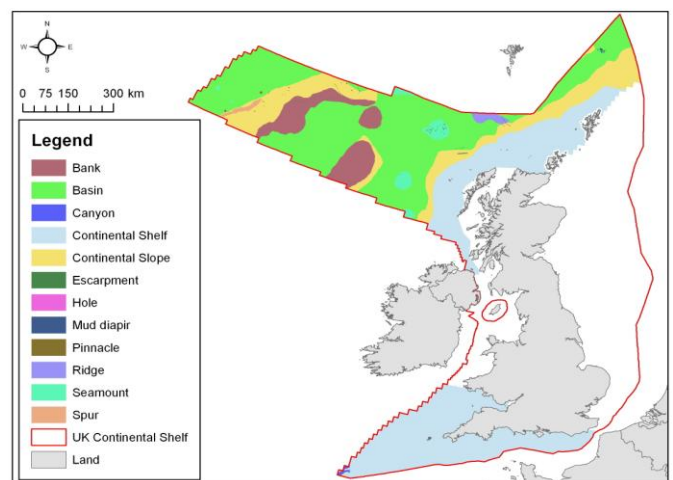 N
W E
S
0 75 150 300 km
Legend
Bank
Basin
Canyon
Continental Shelf
Continental Slope
Escarpment
Hole
Mud diapir
Pinnacle
Ridge
Seamount
Spur
UK Continental Shelf
Land